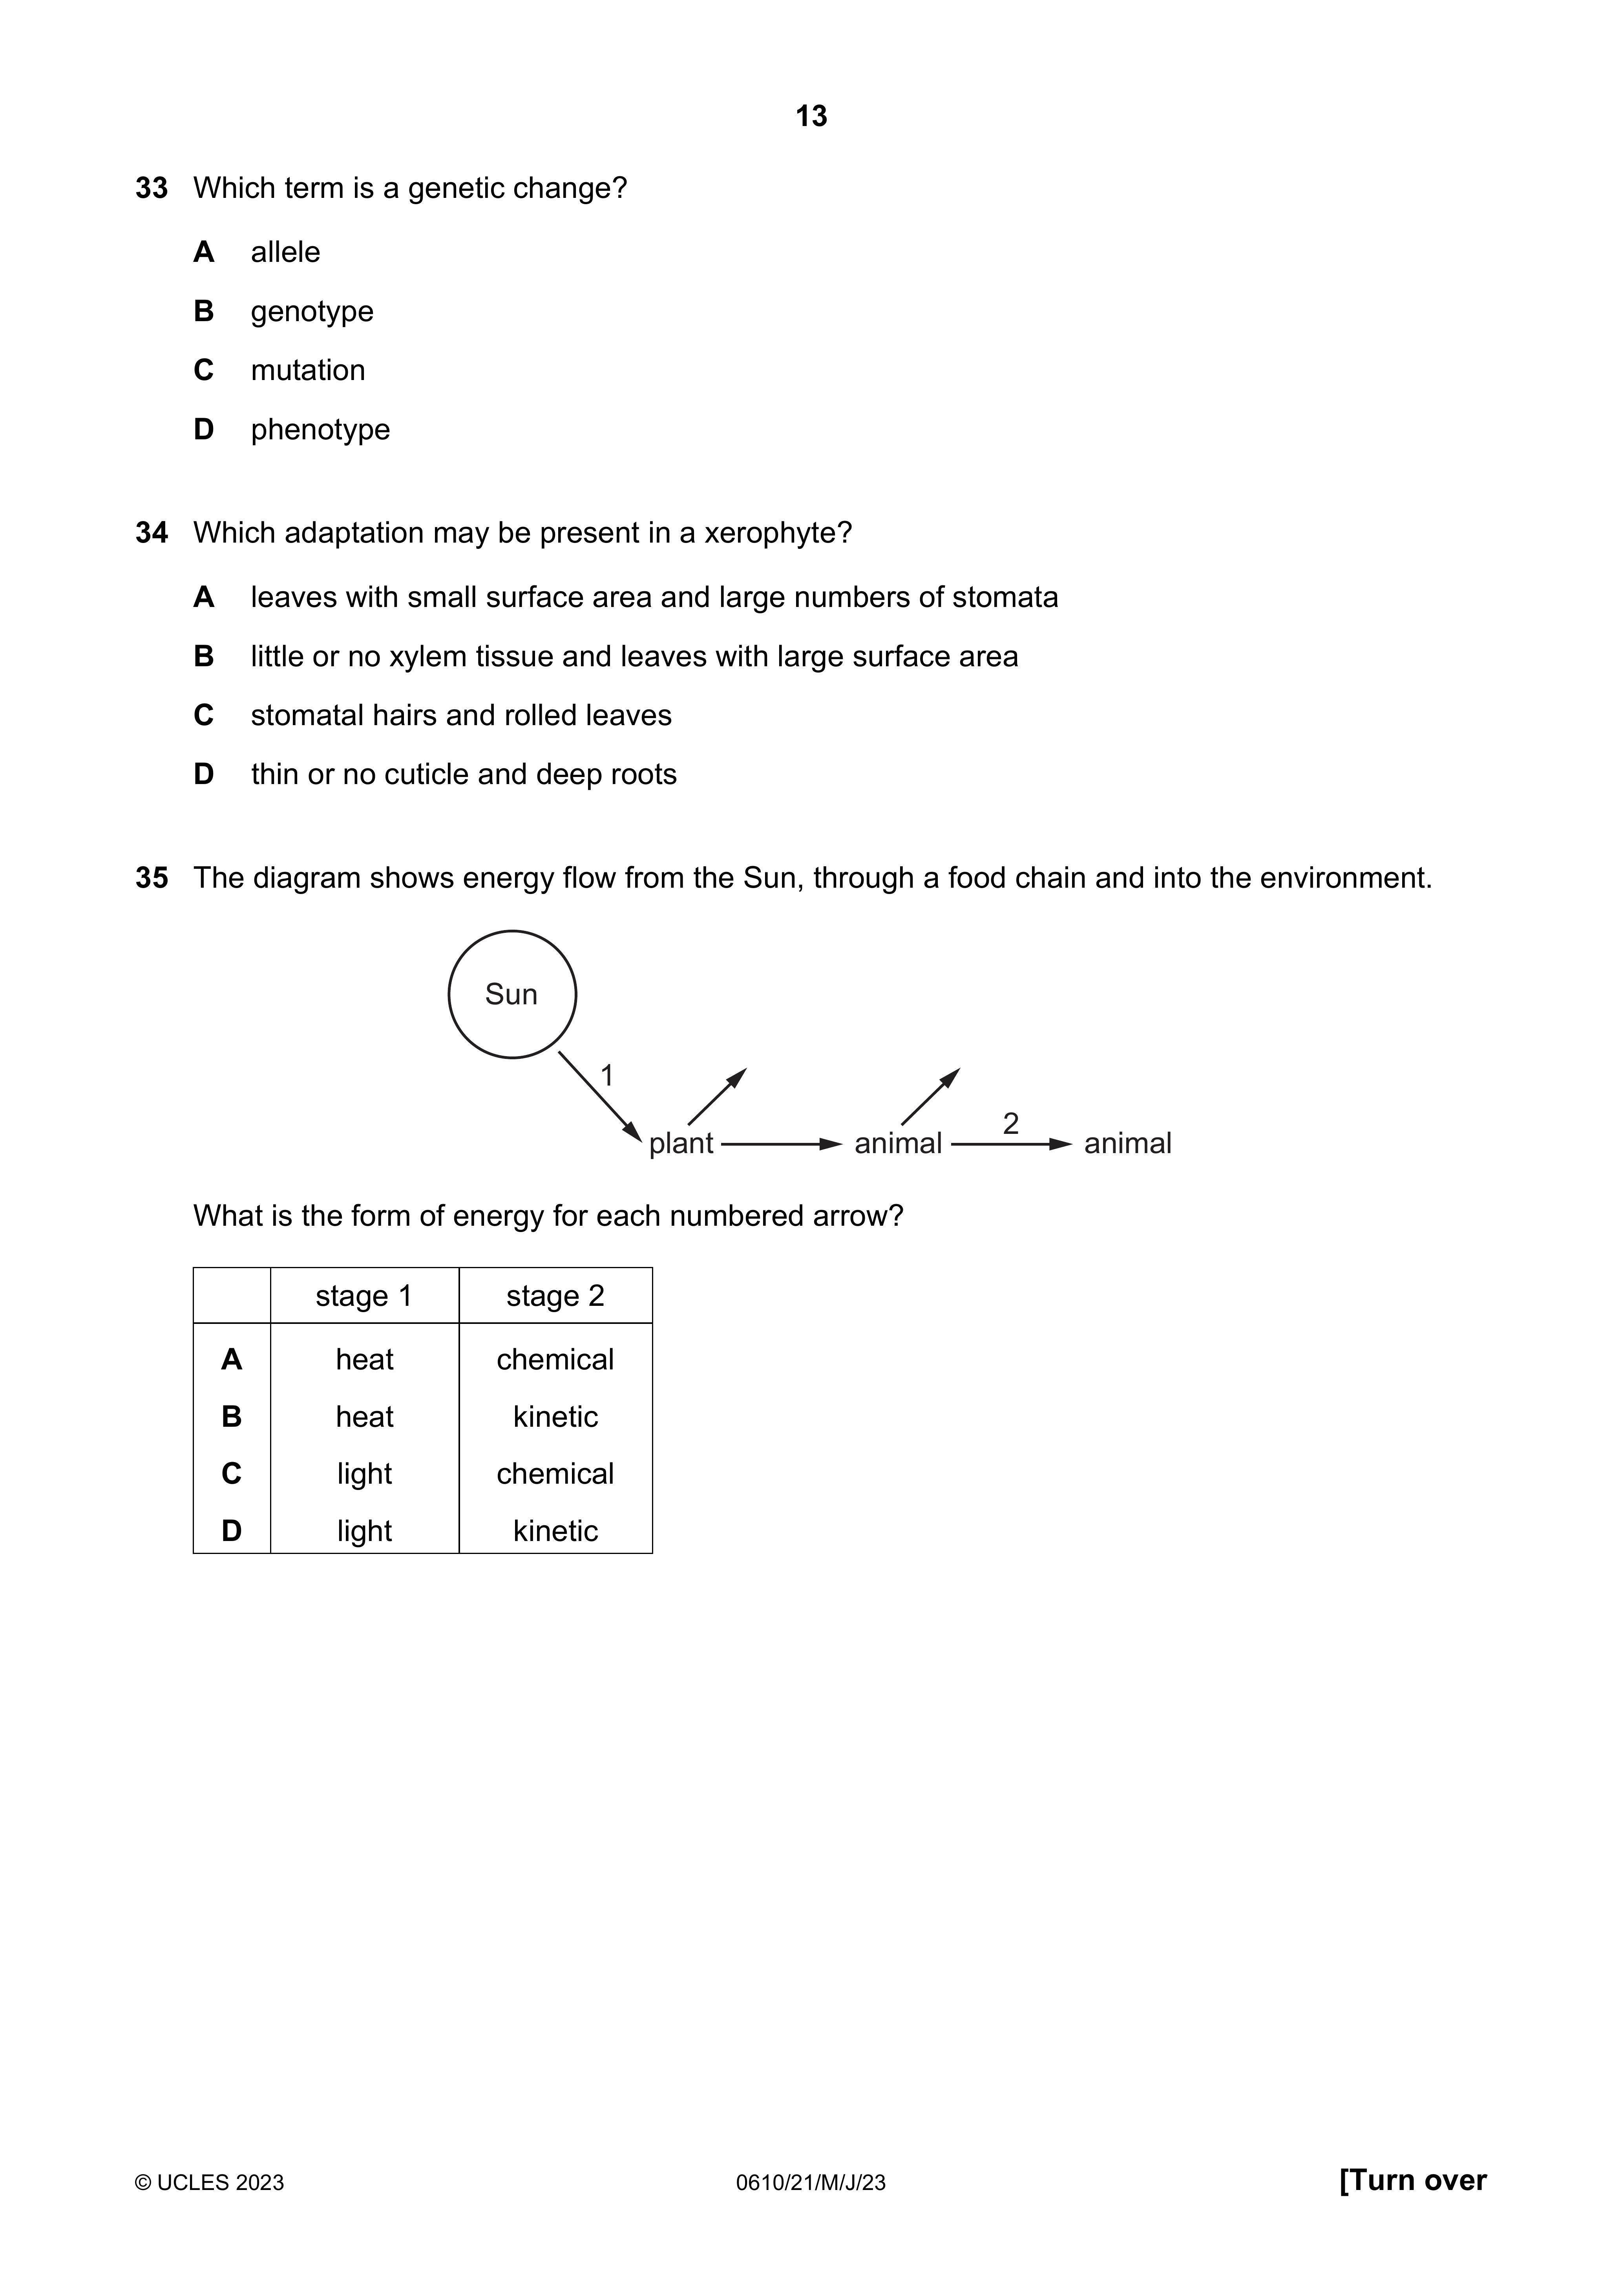 13
33 Which term is a genetic change?
A allele
B genotype
C mutation
D phenotype
34 Which adaptation may be present in a xerophyte?
A leaves with small surface area and large numbers of stomata
B little or no xylem tissue and leaves with large surface area
C stomatal hairs and rolled leaves
D thin or no cuticle and deep roots
35 The diagram shows energy flow from the Sun, through a food chain and into the environment.
Sun
1
2
plant animal animal
What is the form of energy for each numbered arrow?
stage 1 stage 2
A heat chemical
B heat kinetic
C light chemical
D light kinetic
© UCLES 2023 0610/21/M/J/23 [Turn over